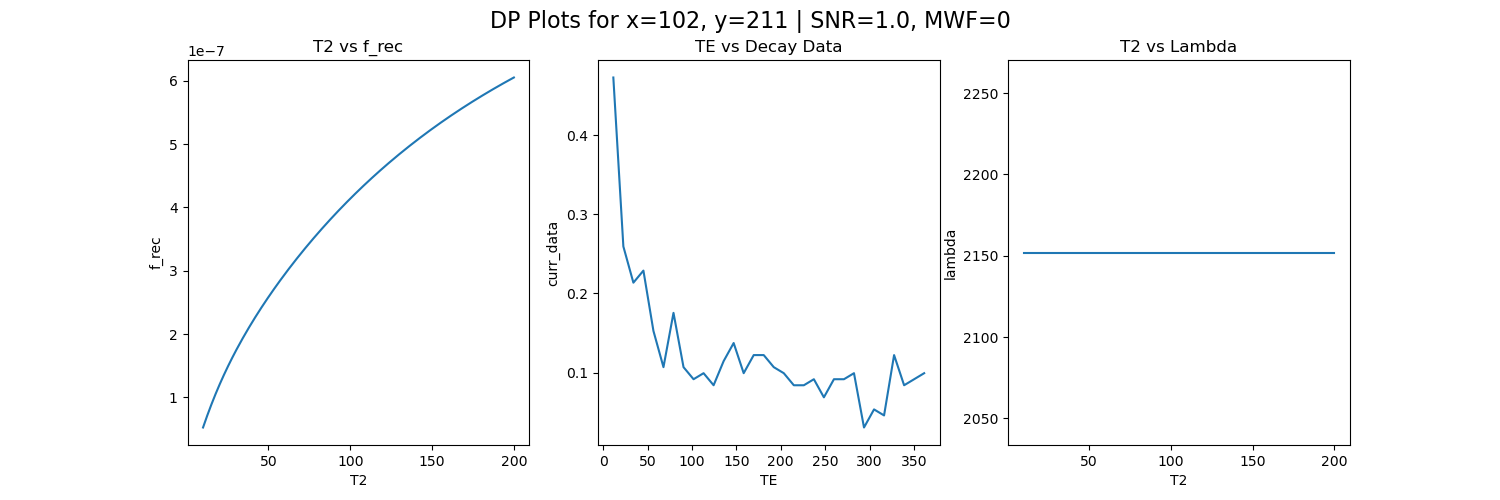 DP Plots for x=102, y=211 | SNR=1.0, MWF=0
T2 vs f_rec
1e−7
6
5
4
3
2
1
f_rec
50
100
150
200
T2
TE vs Decay Data
0.4
0.3
0.2
0.1
curr_data
0
50
100
150
200
250
300
350
TE
T2 vs Lambda
2250
2200
2150
2100
2050
lambda
50
100
150
200
T2